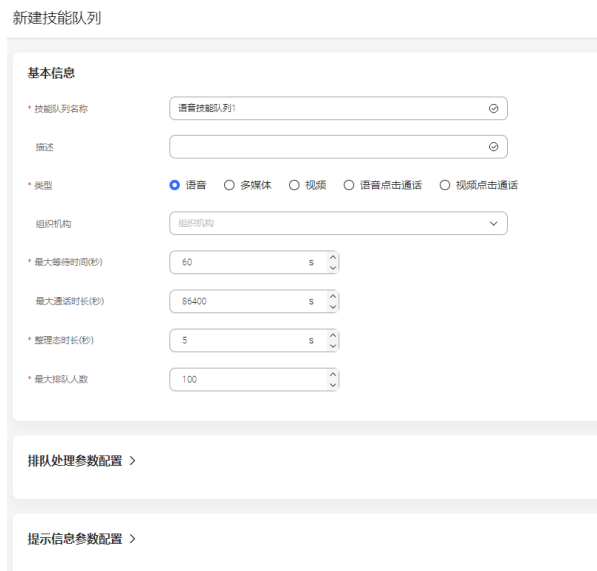 新建技能队列
基本信息
* 技能队列名称 语音技能队列1
描述
* 类型 语音 多媒体 视频 语音点击通话 视频点击通话
组织机构 组织机构
* 最大等待时间(秒) 60 s
最大通话时长(秒) 86400 s
* 整理态时长(秒) 5 s
* 最大排队人数 100
排队处理参数配置 >
提示信息参数配置 >